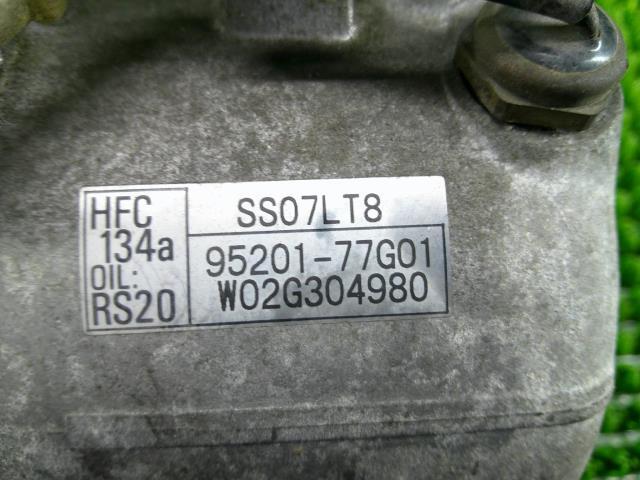 HFC
134a
OIL:
RS20
SS07LT8
95201-77G01
W02G304980